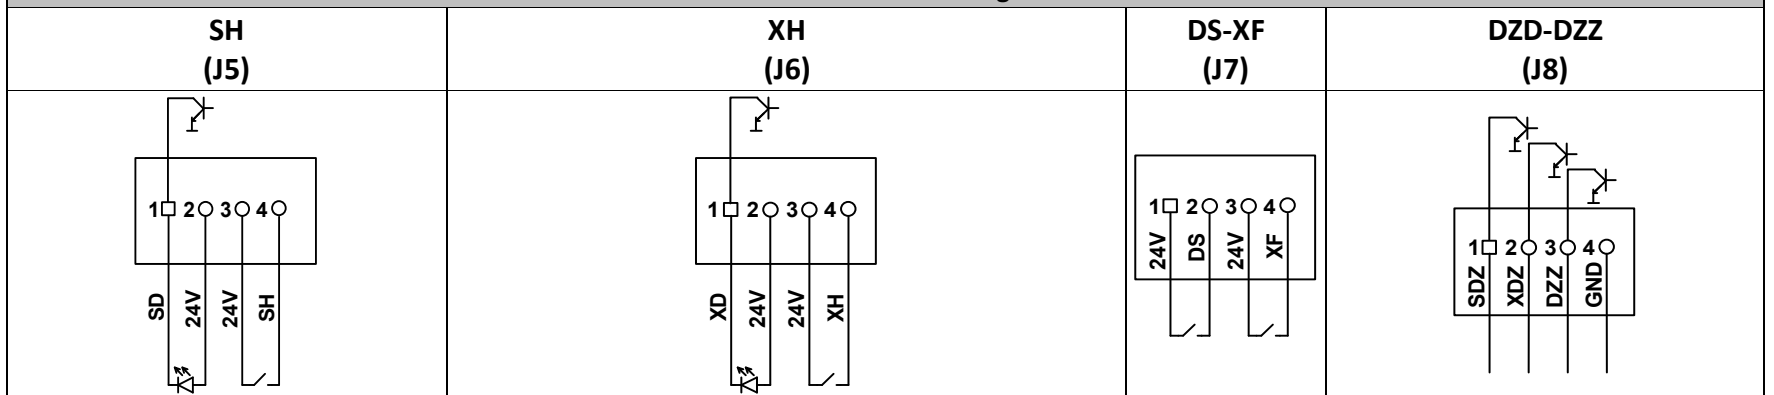 SH
(J5)
XH
(J6)
DS-XF
(J7)
DZD-DZZ
(J8)
1 2 3 4
SD 24V 24V SH
1 2 3 4
XD 24V 24V XH
1 2 3 4
24V DS 24V XF
1 2 3 4
SDZ XDZ DZZ GND